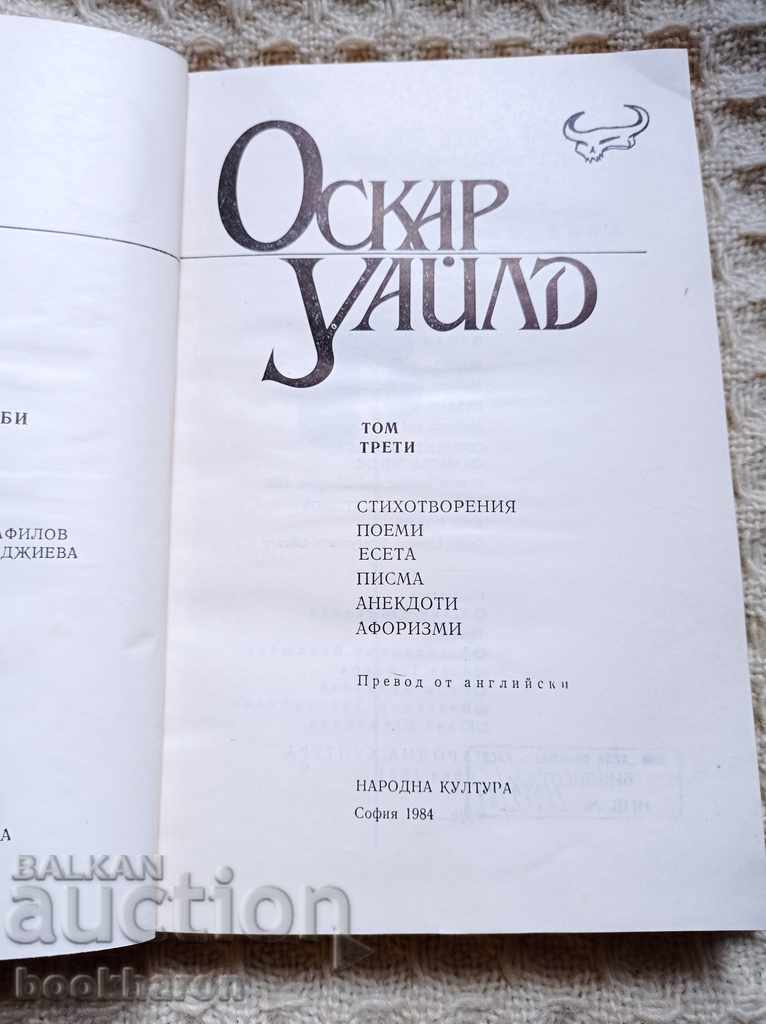 БИ
АФИЛОВ
ДЖИЕВА
А
ОСКАР
УАЙЛД
ТОМ
ТРЕТИ
СТИХОТВОРЕНИЯ
ПОЕМИ
ЕСЕТА
ПИСМА
АНЕКДОТИ
АФОРИЗМИ
Превод от английски
НАРОДНА КУЛТУРА
София 1984
BALKAN
auction
bookharon